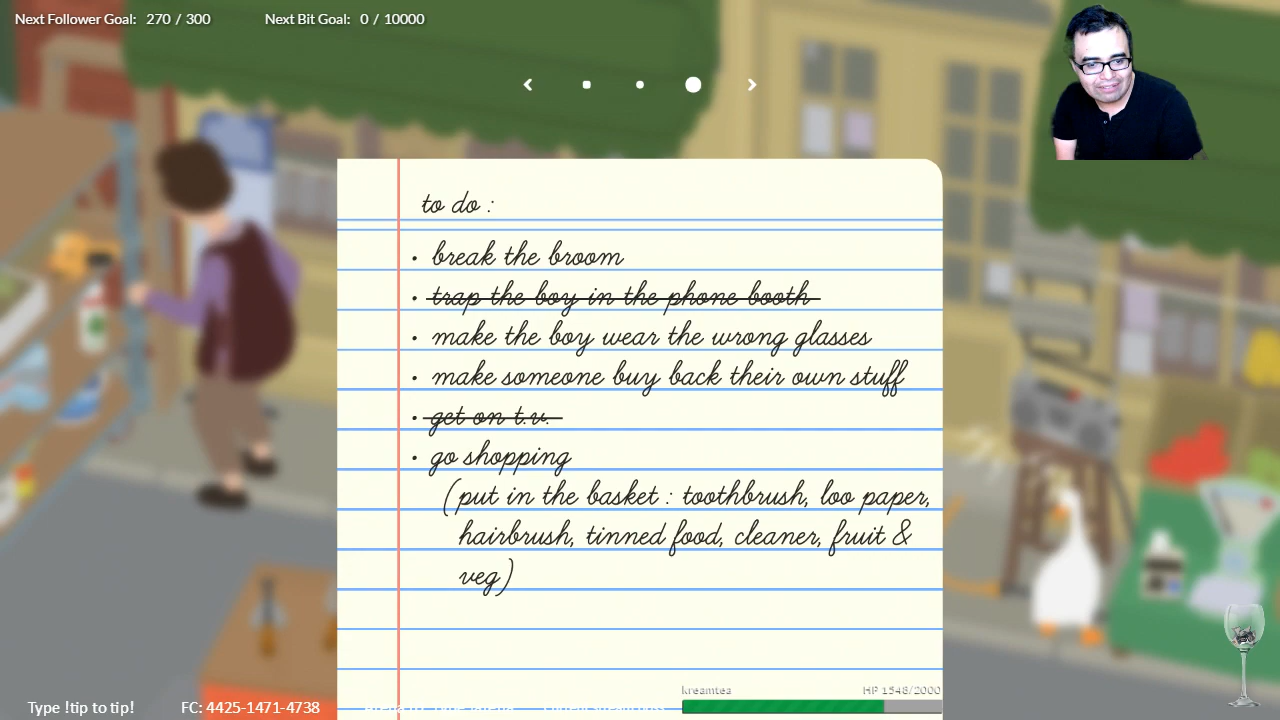 Next Follower Goal: 270 / 300 Next Bit Goal: 0 / 10000
to do :
• break the broom
• trap the boy in the phone booth
• make the boy wear the wrong glasses
• make someone buy back their own stuff
• get on t.v.
• go shopping
(put in the basket : toothbrush, loo paper,
hairbrush, tinned food, cleaner, fruit &
veg)
kreamtea HP 1548/2000
Type !tip to tip! FC: 4425-1471-4738